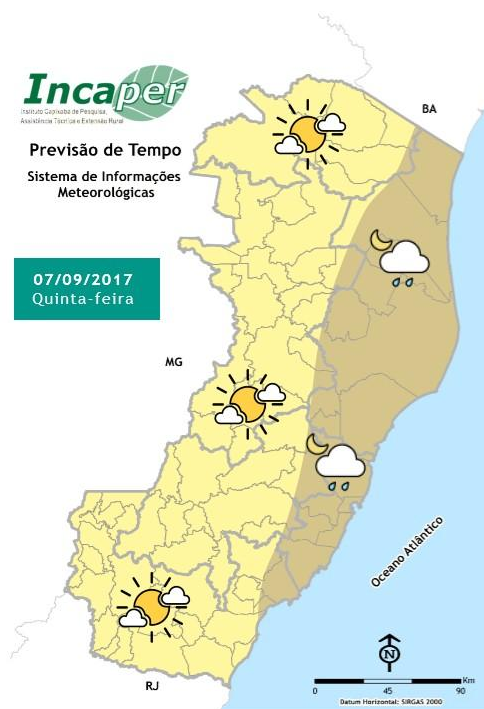 Incaper
Instituto Capixaba de Pesquisa,
Assistência Técnica e Extensão Rural
Previsão de Tempo
Sistema de Informações
Meteorológicas
07/09/2017
Quinta-feira
BA
MG
Oceano Atlântico
RJ
N
Km
0 45 90
Datum Horizontal: SIRGAS 2000